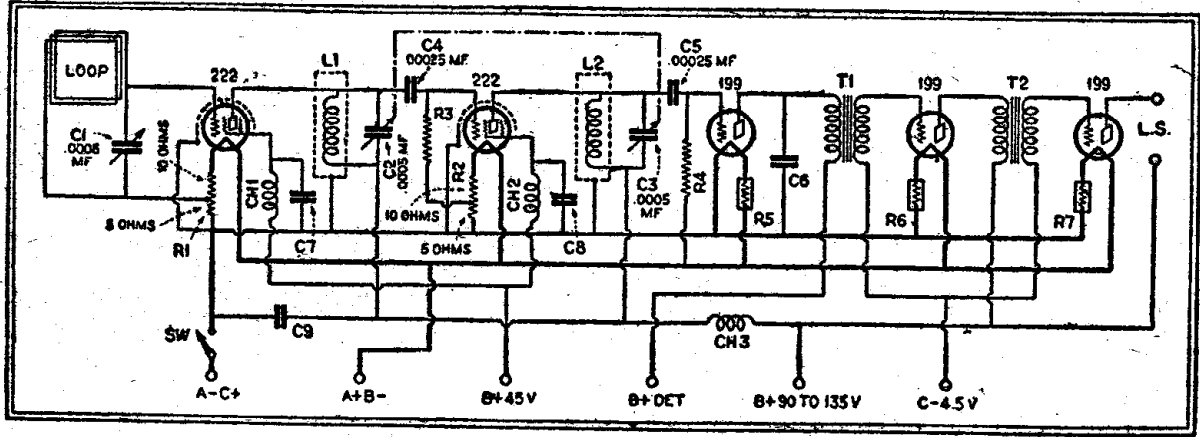 LOOP
C1
.0005
MF
222
10 OHMS
5 OHMS
R1
CH1
C7
L1
C2
.0005 MF
C4
.00025 MF
R3
R2
222
10 OHMS
5 OHMS
CH2
C8
L2
C3
.0005
MF
C5
.00025 MF
R4
199
R5
C6
T1
199
R6
T2
199
R7
L.S.
SW
C9
CH3
A-C+
A+B-
B+45V
B+DET
B+90 TO 135V
C-4.5V